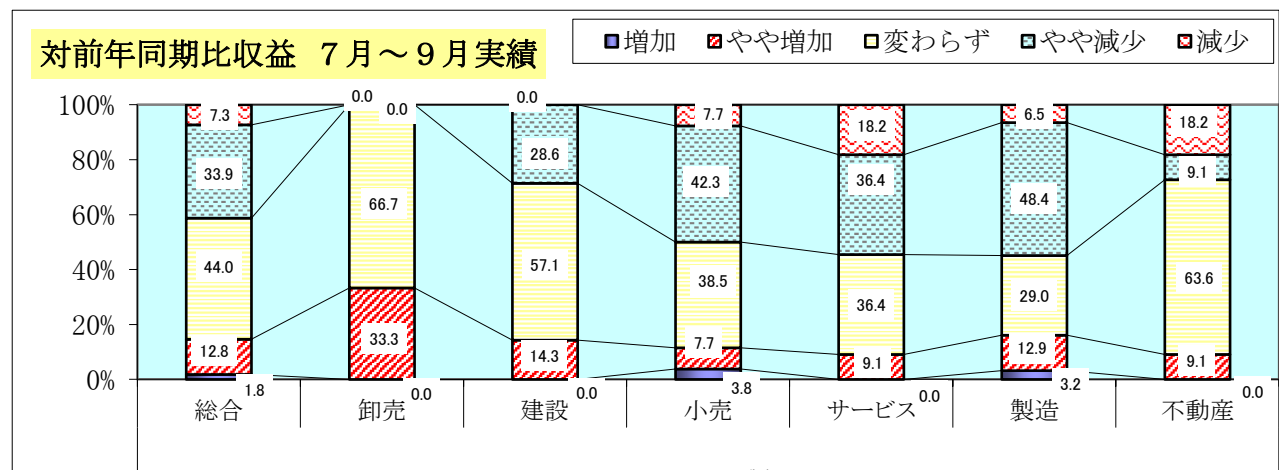 対前年同期比収益 7月～9月実績
増加 やや増加 変わらず やや減少 減少
100%
80%
60%
40%
20%
0%
7.3 0.0 0.0 0.0 7.7 18.2 6.5 18.2
33.9 28.6 42.3 36.4 48.4 9.1
44.0 66.7 57.1 38.5 36.4 29.0 63.6
12.8 33.3 14.3 7.7 9.1 12.9 9.1
1.8 0.0 0.0 3.8 0.0 3.2 0.0
総合 卸売 建設 小売 サービス 製造 不動産